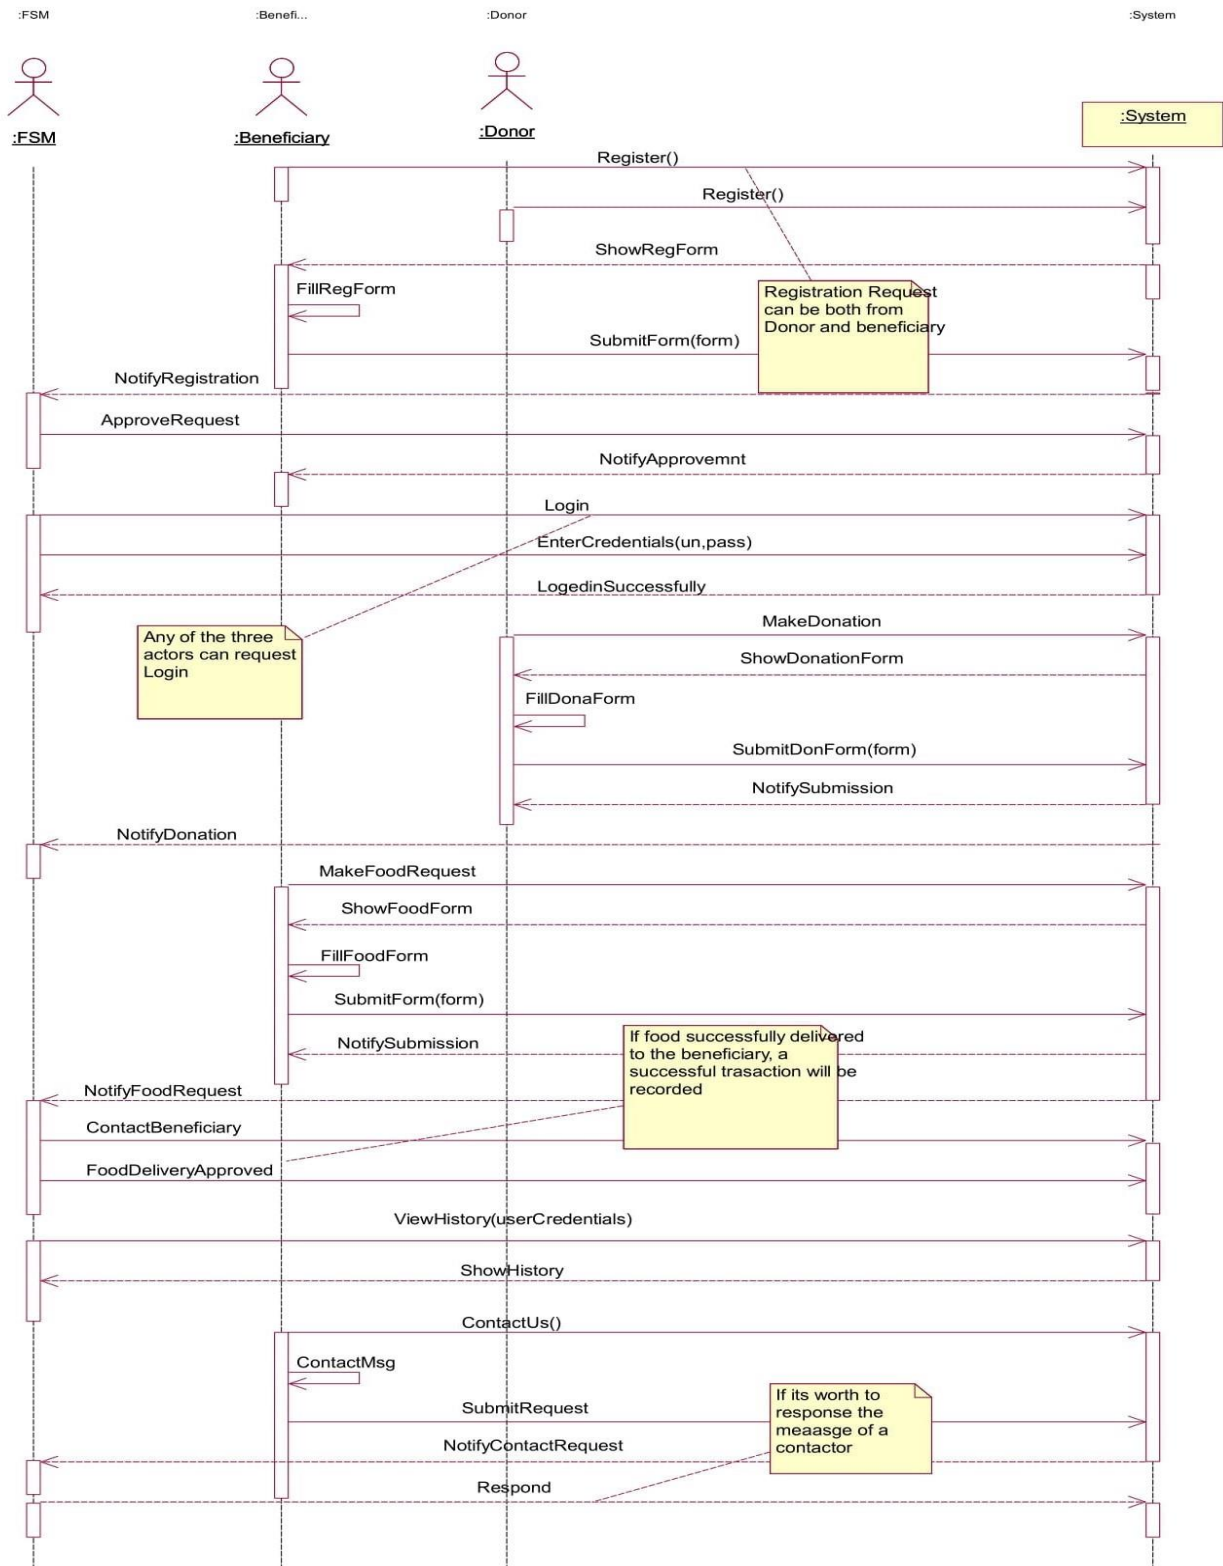 :FSM
:Benefi...
:Donor
:System
:FSM
:Beneficiary
:Donor
:System
Register()
Register()
ShowRegForm
FillRegForm
Registration Request
can be both from
Donor and beneficiary
SubmitForm(form)
NotifyRegistration
ApproveRequest
NotifyApprovemnt
Login
EnterCredentials(un,pass)
LogedinSuccessfully
Any of the three
actors can request
Login
MakeDonation
ShowDonationForm
FillDonaForm
SubmitDonForm(form)
NotifySubmission
NotifyDonation
MakeFoodRequest
ShowFoodForm
FillFoodForm
SubmitForm(form)
NotifySubmission
If food successfully delivered
to the beneficiary, a
successful trasaction will be
recorded
NotifyFoodRequest
ContactBeneficiary
FoodDeliveryApproved
ViewHistory(userCredentials)
ShowHistory
ContactUs()
ContactMsg
SubmitRequest
If its worth to
response the
meaasge of a
contactor
NotifyContactRequest
Respond